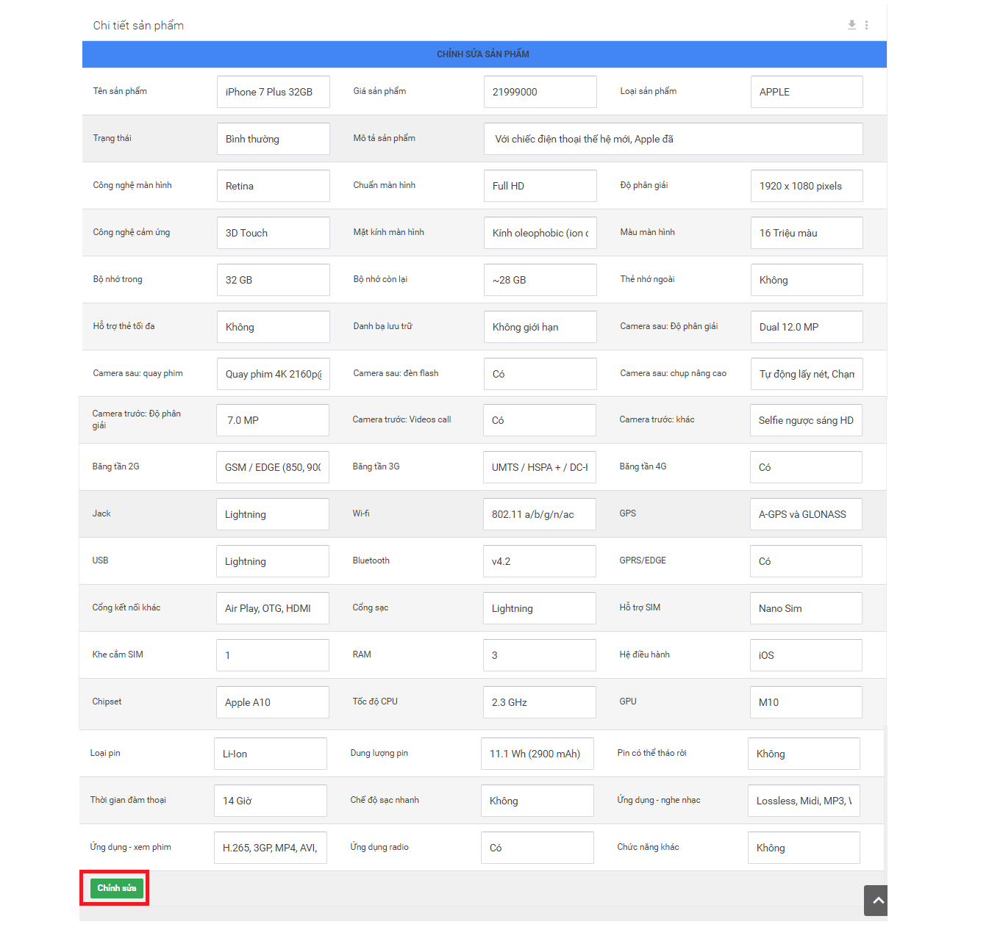 Chi tiết sản phẩm
CHỈNH SỬA SẢN PHẨM
Tên sản phẩm iPhone 7 Plus 32GB Giá sản phẩm 21999000 Loại sản phẩm APPLE
Trạng thái Bình thường Mô tả sản phẩm Với chiếc điện thoại thế hệ mới, Apple đã
Công nghệ màn hình Retina Chuẩn màn hình Full HD Độ phân giải 1920 x 1080 pixels
Công nghệ cảm ứng 3D Touch Mặt kính màn hình Kính oleophobic (ion c Màu màn hình 16 Triệu màu
Bộ nhớ trong 32 GB Bộ nhớ còn lại ~28 GB Thẻ nhớ ngoài Không
Hỗ trợ thẻ tối đa Không Danh bạ lưu trữ Không giới hạn Camera sau: Độ phân giải Dual 12.0 MP
Camera sau: quay phim Quay phim 4K 2160p@ Camera sau: đèn flash Có Camera sau: chụp nâng cao Tự động lấy nét, Chạm
Camera trước: Độ phân
giải 7.0 MP Camera trước: Videos call Có Camera trước: khác Selfie ngược sáng HD
Băng tần 2G GSM / EDGE (850, 900 Băng tần 3G UMTS / HSPA + / DC-H Băng tần 4G Có
Jack Lightning Wi-fi 802.11 a/b/g/n/ac GPS A-GPS và GLONASS
USB Lightning Bluetooth v4.2 GPRS/EDGE Có
Cổng kết nối khác Air Play, OTG, HDMI Cổng sạc Lightning Hỗ trợ SIM Nano Sim
Khe cắm SIM 1 RAM 3 Hệ điều hành iOS
Chipset Apple A10 Tốc độ CPU 2.3 GHz GPU M10
Loại pin Li-Ion Dung lượng pin 11.1 Wh (2900 mAh) Pin có thể tháo rời Không
Thời gian đàm thoại 14 Giờ Chế độ sạc nhanh Không Ứng dụng - nghe nhạc Lossless, Midi, MP3,
Ứng dụng - xem phim H.265, 3GP, MP4, AVI, Ứng dụng radio Có Chức năng khác Không
Chỉnh sửa